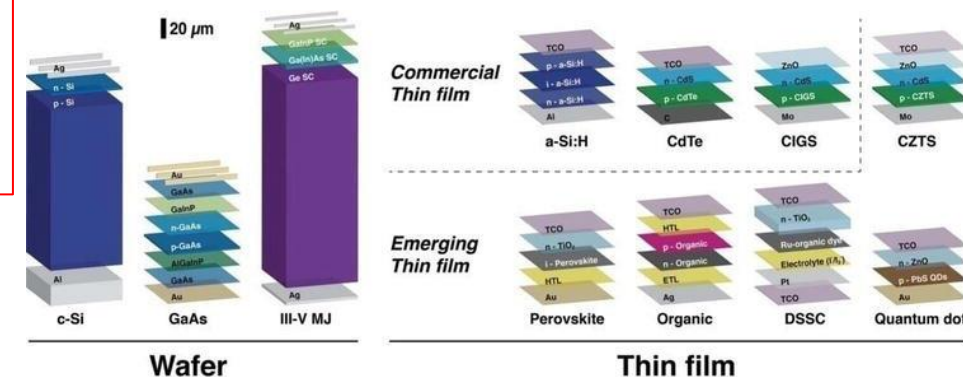 20 µm
Ag
n - Si
p - Si
Al
c-Si
Au
GaAs
GaInP
n-GaAs
p-GaAs
AlGaInP
GaAs
Au
GaAs
Ag
GaInP SC
Ga(In)As SC
Ge SC
Ag
III-V MJ
Wafer
Commercial
Thin film
TCO
p - a-Si:H
i - a-Si:H
n - a-Si:H
Al
a-Si:H
TCO
n - CdS
p - CdTe
C
CdTe
ZnO
n - CdS
p - CIGS
Mo
CIGS
TCO
ZnO
n - CdS
p - CZTS
Mo
CZTS
Emerging
Thin film
TCO
n - TiO₂
i - Perovskite
HTL
Au
Perovskite
TCO
HTL
p - Organic
n - Organic
ETL
Ag
Organic
TCO
n - TiO₂
Ru-organic dye
Electrolyte (I/I₃⁻)
Pt
TCO
DSSC
TCO
n - ZnO
p - PbS QDs
Au
Quantum dot
Thin film